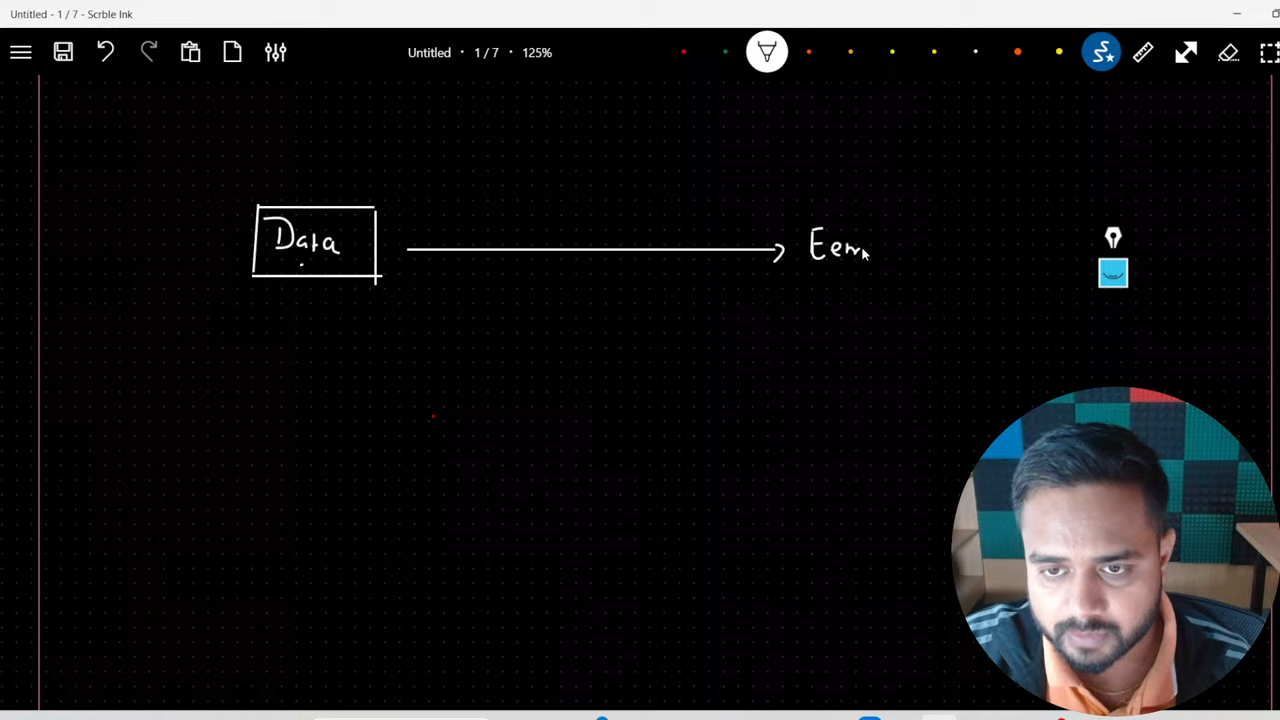 Untitled - 1 / 7 - Scrble Ink
Untitled • 1 / 7 • 125%
Data
Eem